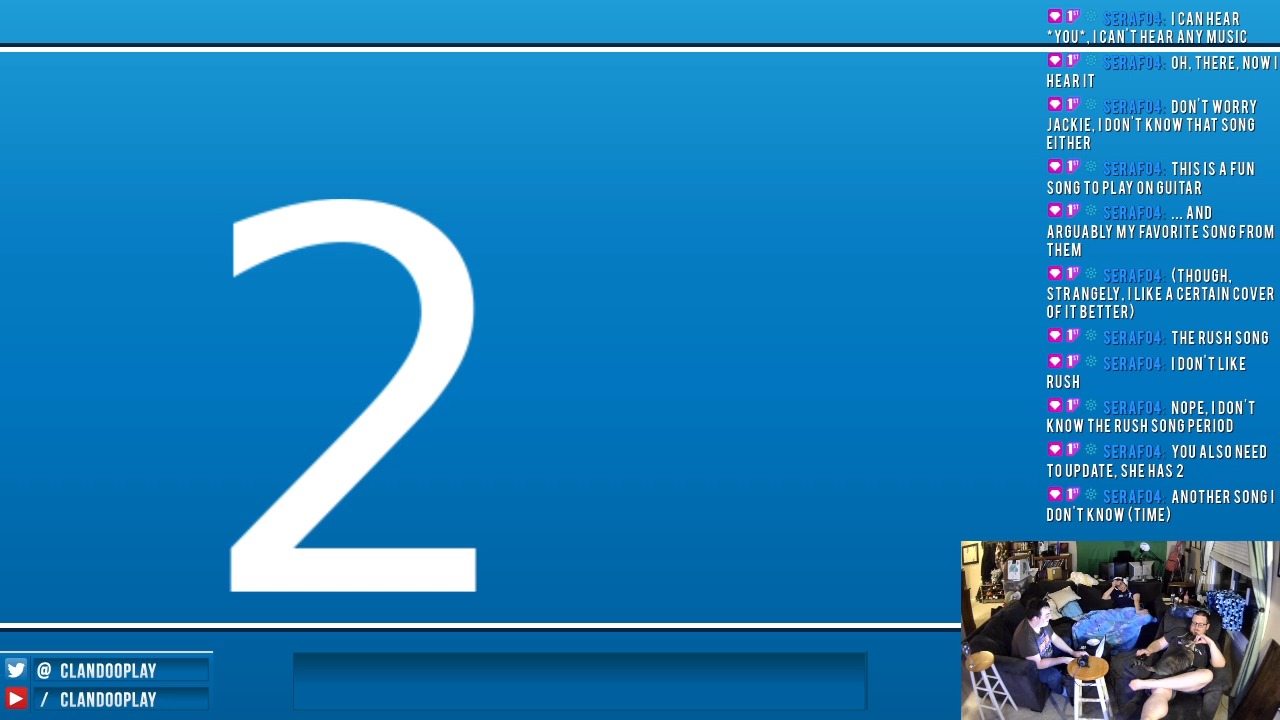 2
SERAF04: I CAN HEAR
*YOU*, I CAN'T HEAR ANY MUSIC
SERAF04: OH, THERE, NOW I
HEAR IT
SERAF04: DON'T WORRY
JACKIE, I DON'T KNOW THAT SONG
EITHER
SERAF04: THIS IS A FUN
SONG TO PLAY ON GUITAR
SERAF04: ... AND
ARGUABLY MY FAVORITE SONG FROM
THEM
SERAF04: (THOUGH,
STRANGELY, I LIKE A CERTAIN COVER
OF IT BETTER)
SERAF04: THE RUSH SONG
SERAF04: I DON'T LIKE
RUSH
SERAF04: NOPE, I DON'T
KNOW THE RUSH SONG PERIOD
SERAF04: YOU ALSO NEED
TO UPDATE, SHE HAS 2
SERAF04: ANOTHER SONG I
DON'T KNOW (TIME)
@ CLANDOOPLAY
/ CLANDOOPLAY